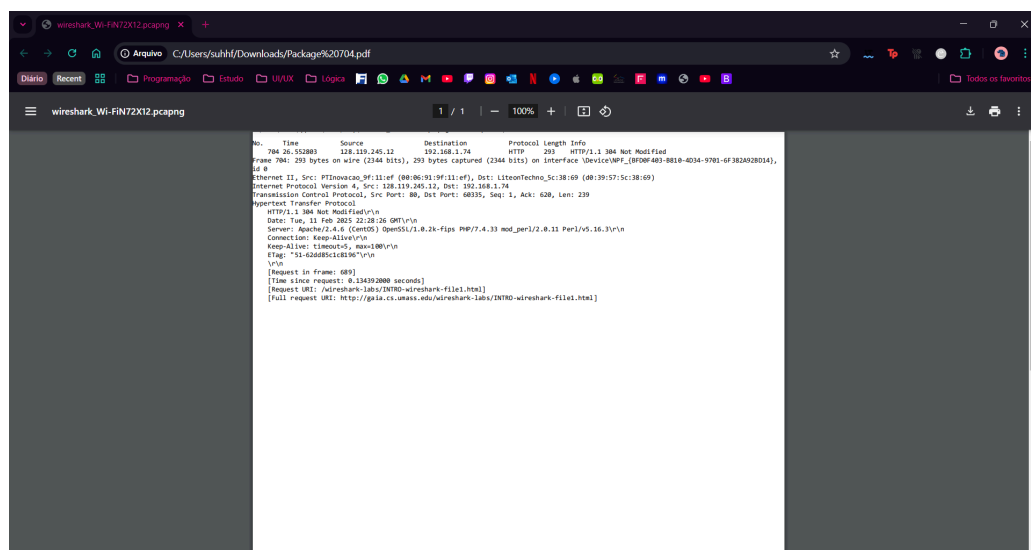 wireshark_Wi-FiN72X12.pcapng
Arquivo C:/Users/suhhf/Downloads/Package%20704.pdf
Diário Recent Programação Estudo UI/UX Lógica Todos os favoritos
wireshark_Wi-FiN72X12.pcapng 1 / 1 100%
No. Time Source Destination Protocol Length Info
704 26.552803 128.119.245.12 192.168.1.74 HTTP 293 HTTP/1.1 304 Not Modified
Frame 704: 293 bytes on wire (2344 bits), 293 bytes captured (2344 bits) on interface \Device\NPF_{BFD0F403-B810-4D34-9701-6F382A92BD14},
id 0
Ethernet II, Src: PTInovacao_9f:11:ef (00:06:91:9f:11:ef), Dst: LiteonTechno_5c:38:69 (d0:39:57:5c:38:69)
Internet Protocol Version 4, Src: 128.119.245.12, Dst: 192.168.1.74
Transmission Control Protocol, Src Port: 80, Dst Port: 60335, Seq: 1, Ack: 620, Len: 239
Hypertext Transfer Protocol
HTTP/1.1 304 Not Modified\r\n
Date: Tue, 11 Feb 2025 22:28:26 GMT\r\n
Server: Apache/2.4.6 (CentOS) OpenSSL/1.0.2k-fips PHP/7.4.33 mod_perl/2.0.11 Perl/v5.16.3\r\n
Connection: Keep-Alive\r\n
Keep-Alive: timeout=5, max=100\r\n
ETag: "51-62dd85c1c8196"\r\n
\r\n
[Request in frame: 689]
[Time since request: 0.134392000 seconds]
[Request URI: /wireshark-labs/INTRO-wireshark-file1.html]
[Full request URI: http://gaia.cs.umass.edu/wireshark-labs/INTRO-wireshark-file1.html]